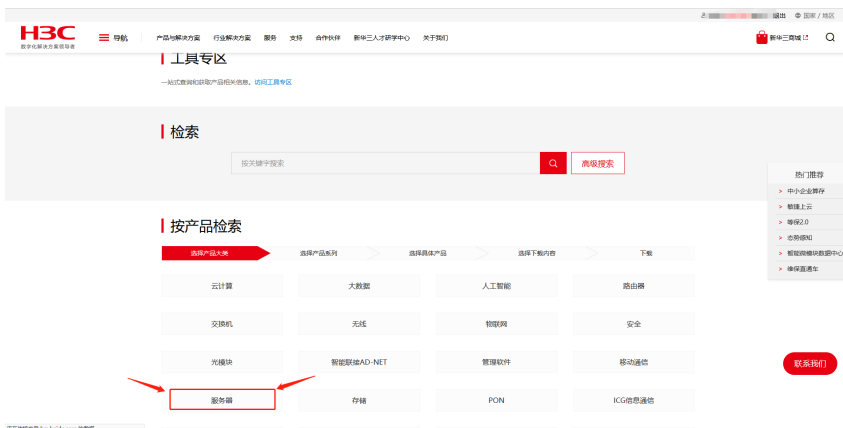 退出 国家 / 地区
H3C
数字化解决方案领导者
导航 产品与解决方案 行业解决方案 服务 支持 合作伙伴 新华三人才研学中心 关于我们 新华三商城
工具专区
一站式查询和获取产品相关信息。访问工具专区
检索
按关键字搜索 高级搜索
热门推荐
> 中小企业算存
> 敏捷上云
> 等保2.0
> 态势感知
> 智能微模块数据中心
> 维保直通车
按产品检索
选择产品大类 选择产品系列 选择具体产品 选择下载内容 下载
云计算 大数据 人工智能 路由器
交换机 无线 物联网 安全
光模块 智能联接AD-NET 管理软件 移动通信
联系我们
服务器 存储 PON ICG信息通信